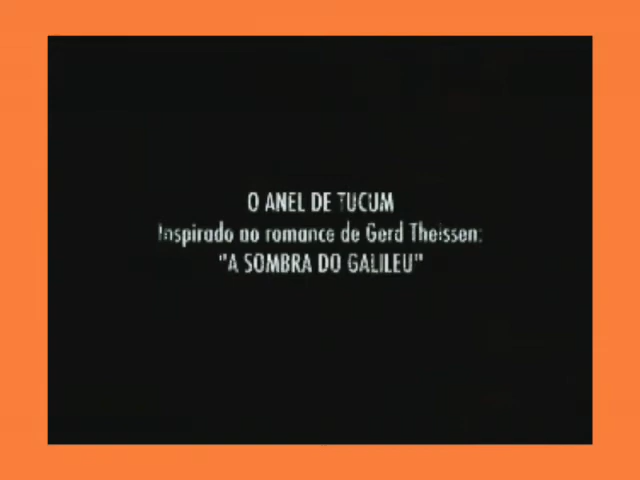 O ANEL DE TUCUM
Inspirado no romance de Gerd Theissen:
"A SOMBRA DO GALILEU"